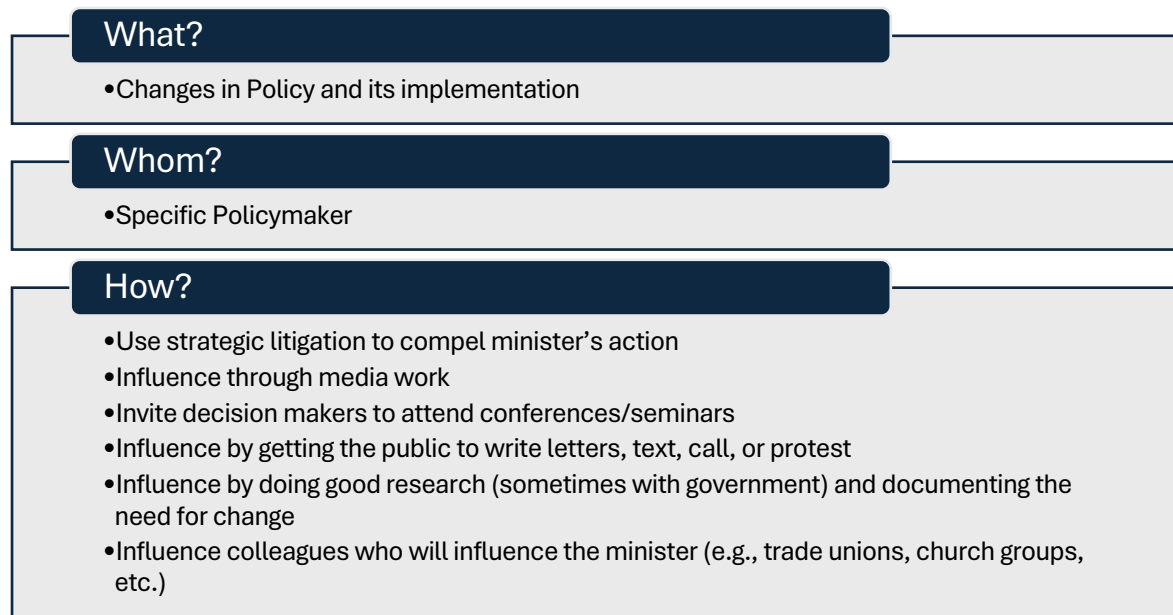 What?
•Changes in Policy and its implementation
Whom?
•Specific Policymaker
How?
•Use strategic litigation to compel minister’s action
•Influence through media work
•Invite decision makers to attend conferences/seminars
•Influence by getting the public to write letters, text, call, or protest
•Influence by doing good research (sometimes with government) and documenting the
need for change
•Influence colleagues who will influence the minister (e.g., trade unions, church groups,
etc.)